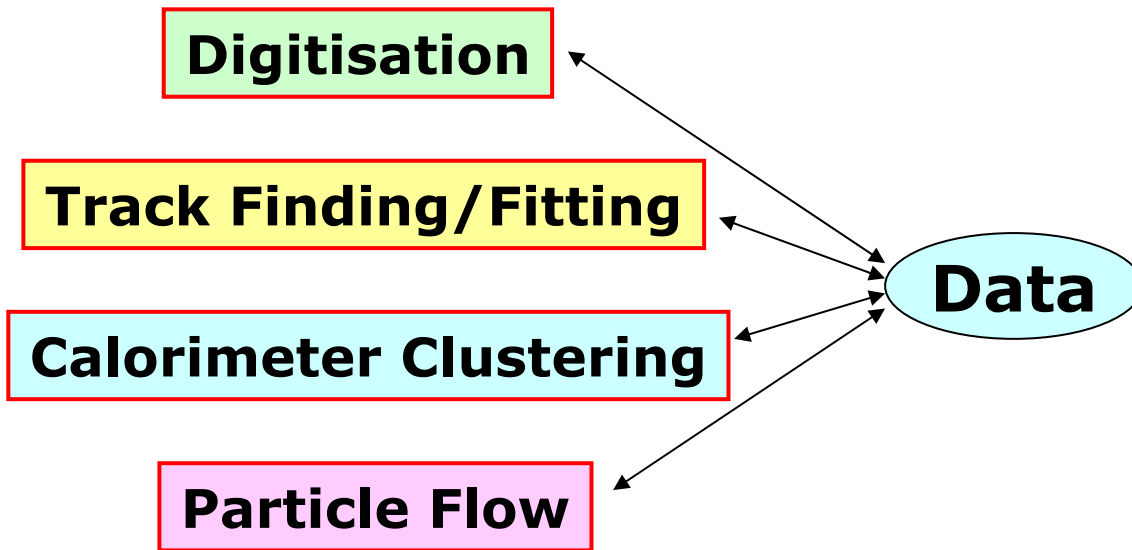 Digitisation
Track Finding/Fitting
Data
Calorimeter Clustering
Particle Flow